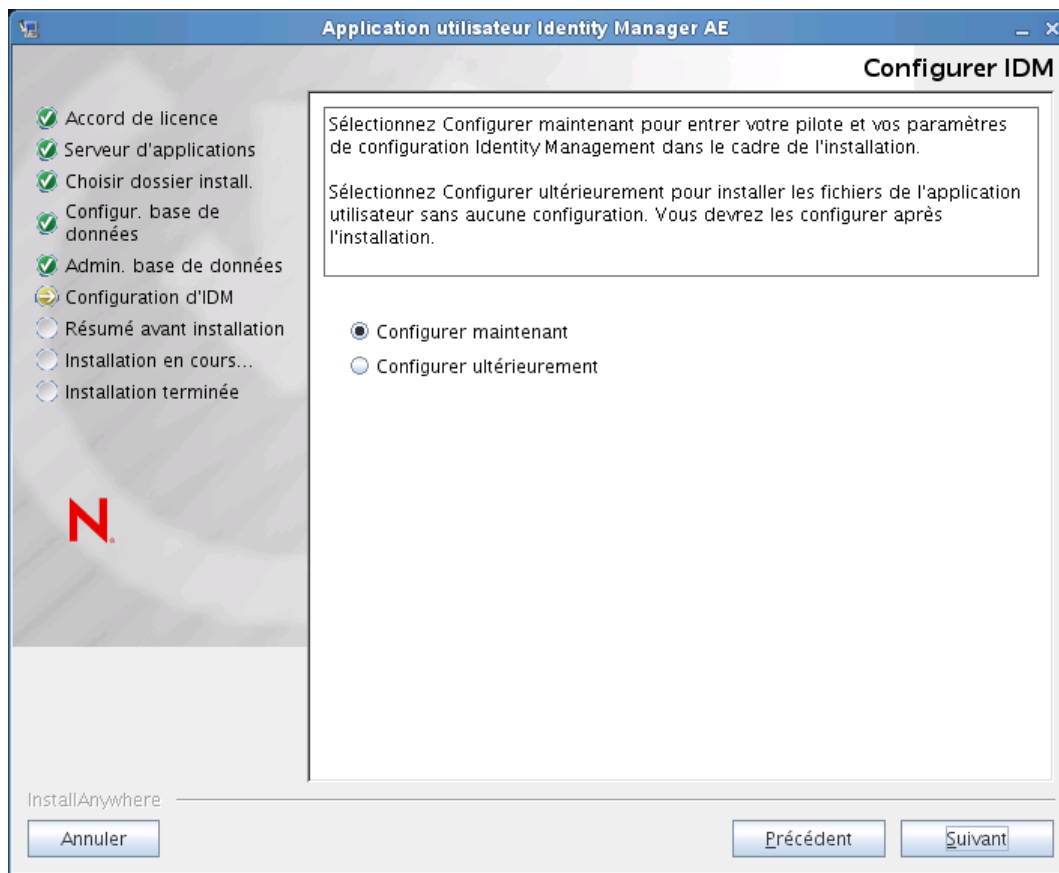 Application utilisateur Identity Manager AE
Configurer IDM
Accord de licence
Serveur d'applications
Choisir dossier install.
Configur. base de
données
Admin. base de données
Configuration d'IDM
Résumé avant installation
Installation en cours...
Installation terminée
N
Sélectionnez Configurer maintenant pour entrer votre pilote et vos paramètres
de configuration Identity Management dans le cadre de l'installation.
Sélectionnez Configurer ultérieurement pour installer les fichiers de l'application
utilisateur sans aucune configuration. Vous devrez les configurer après
l'installation.
Configurer maintenant
Configurer ultérieurement
InstallAnywhere
Annuler
Précédent
Suivant